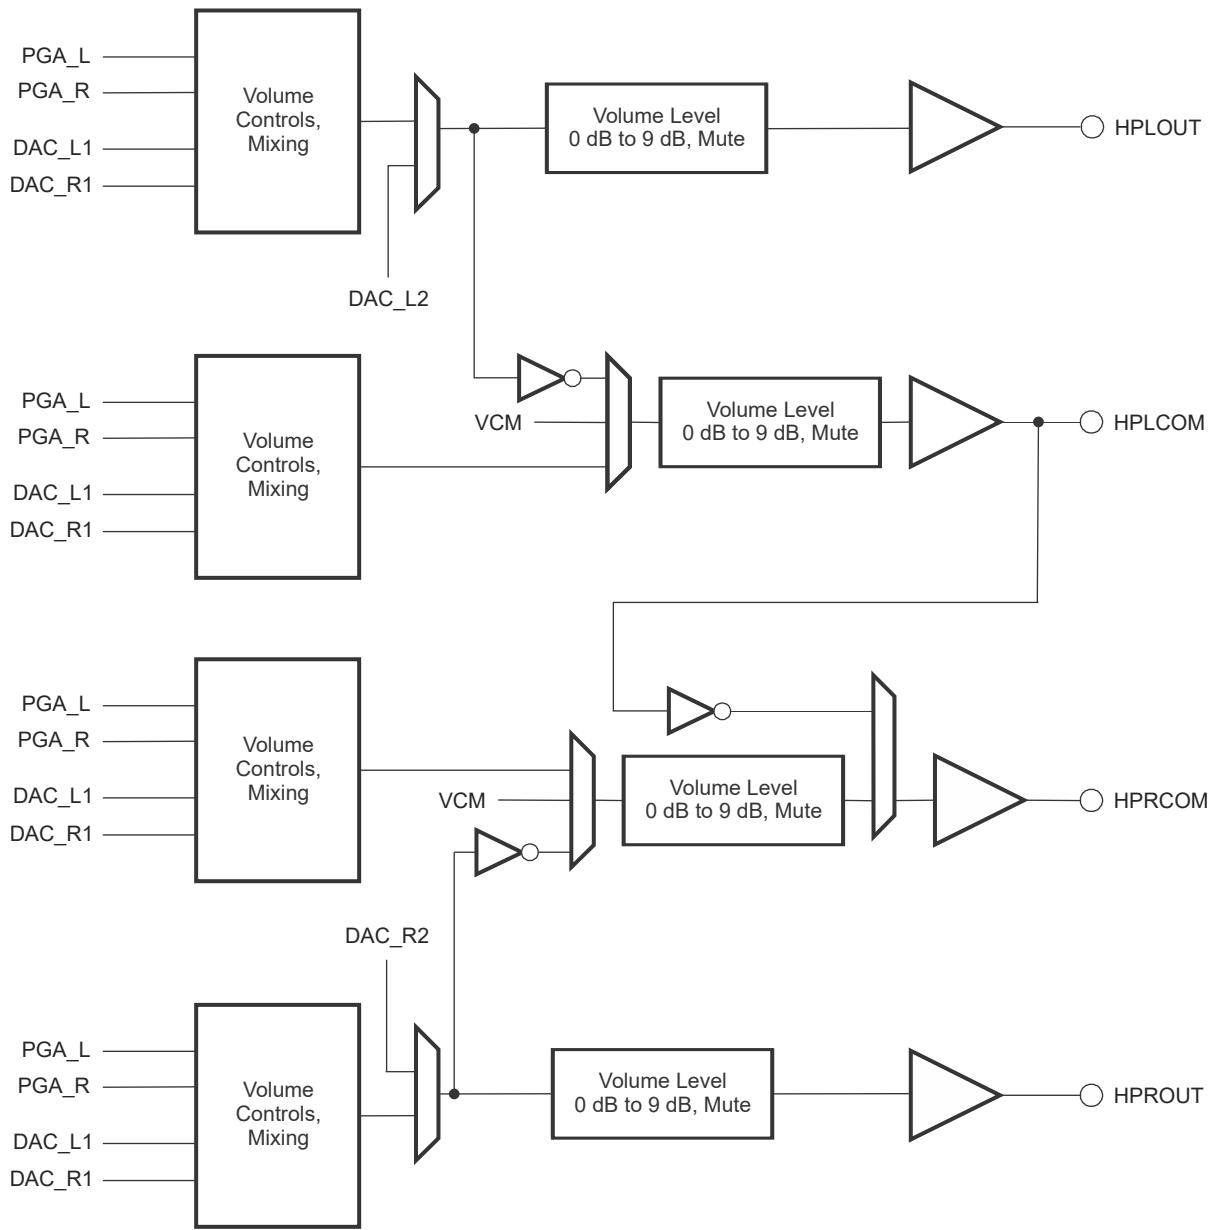 PGA_L
PGA_R
DAC_L1
DAC_R1
Volume
Controls,
Mixing
DAC_L2
Volume Level
0 dB to 9 dB, Mute
HPLOUT
PGA_L
PGA_R
DAC_L1
DAC_R1
Volume
Controls,
Mixing
VCM
Volume Level
0 dB to 9 dB, Mute
HPLCOM
PGA_L
PGA_R
DAC_L1
DAC_R1
Volume
Controls,
Mixing
VCM
Volume Level
0 dB to 9 dB, Mute
HPRCOM
DAC_R2
PGA_L
PGA_R
DAC_L1
DAC_R1
Volume
Controls,
Mixing
Volume Level
0 dB to 9 dB, Mute
HPROUT